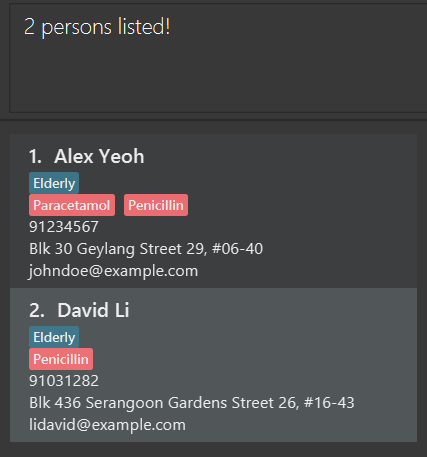 2 persons listed!
1. Alex Yeoh
Elderly
Paracetamol Penicillin
91234567
Blk 30 Geylang Street 29, #06-40
johndoe@example.com
2. David Li
Elderly
Penicillin
91031282
Blk 436 Serangoon Gardens Street 26, #16-43
lidavid@example.com